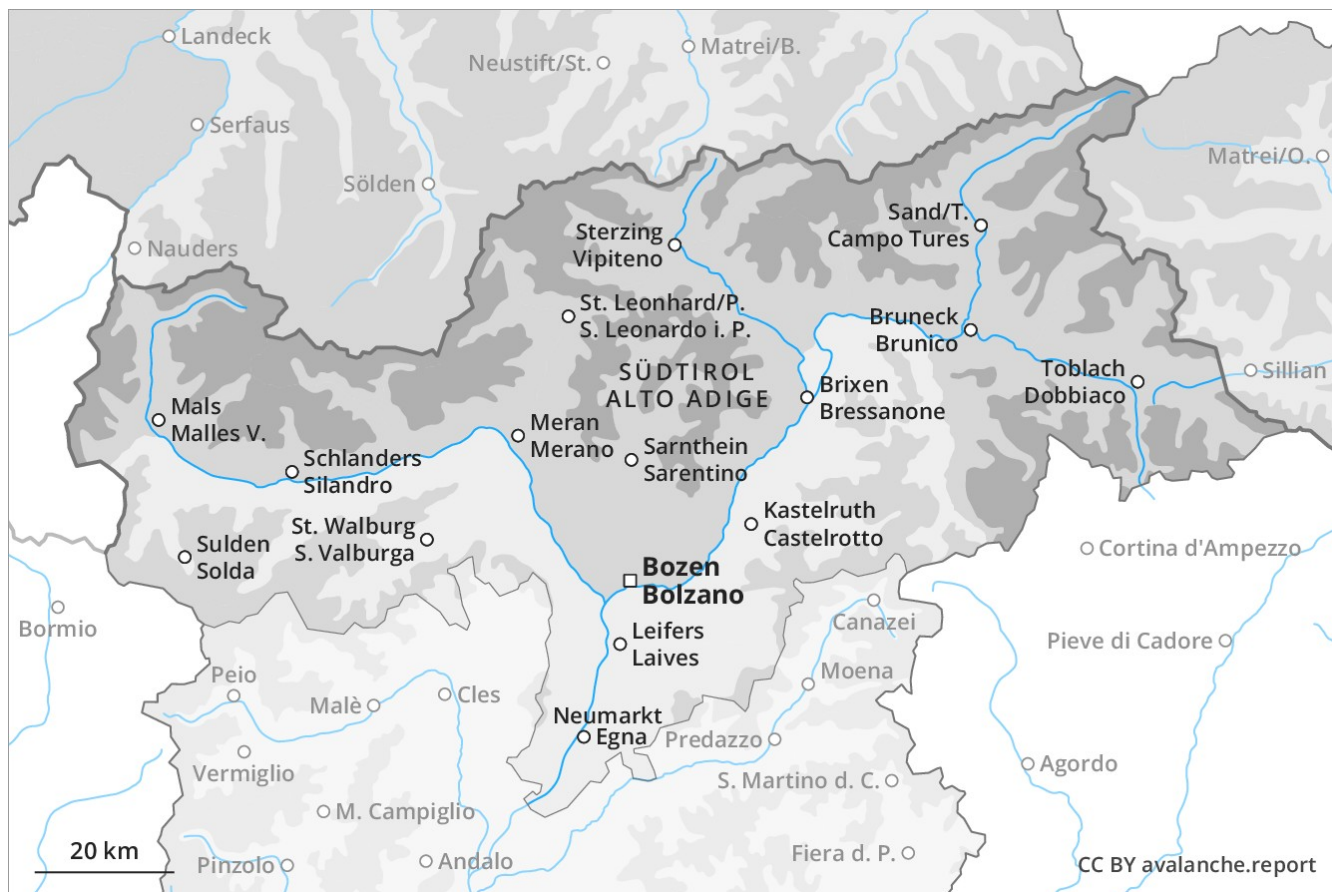 Landeck
Matrei/B.
Neustift/St.
Serfaus
Matrei/O.
Sölden
Sand/T.
Campo Tures
Sterzing
Vipiteno
Nauders
St. Leonhard/P.
S. Leonardo i. P.
Bruneck
Brunico
SÜDTIROL
ALTO ADIGE
Toblach
Dobbiaco
Sillian
Brixen
Bressanone
Mals
Malles V.
Meran
Merano
Sarnthein
Sarentino
Schlanders
Silandro
Kastelruth
Castelrotto
St. Walburg
S. Valburga
Sulden
Solda
Cortina d'Ampezzo
Bozen
Bolzano
Bormio
Canazei
Leifers
Laives
Pieve di Cadore
Peio
Moena
Malè
Cles
Neumarkt
Egna
Predazzo
Vermiglio
Agordo
S. Martino d. C.
M. Campiglio
20 km
Pinzolo
Andalo
Fiera d. P.
CC BY avalanche.report